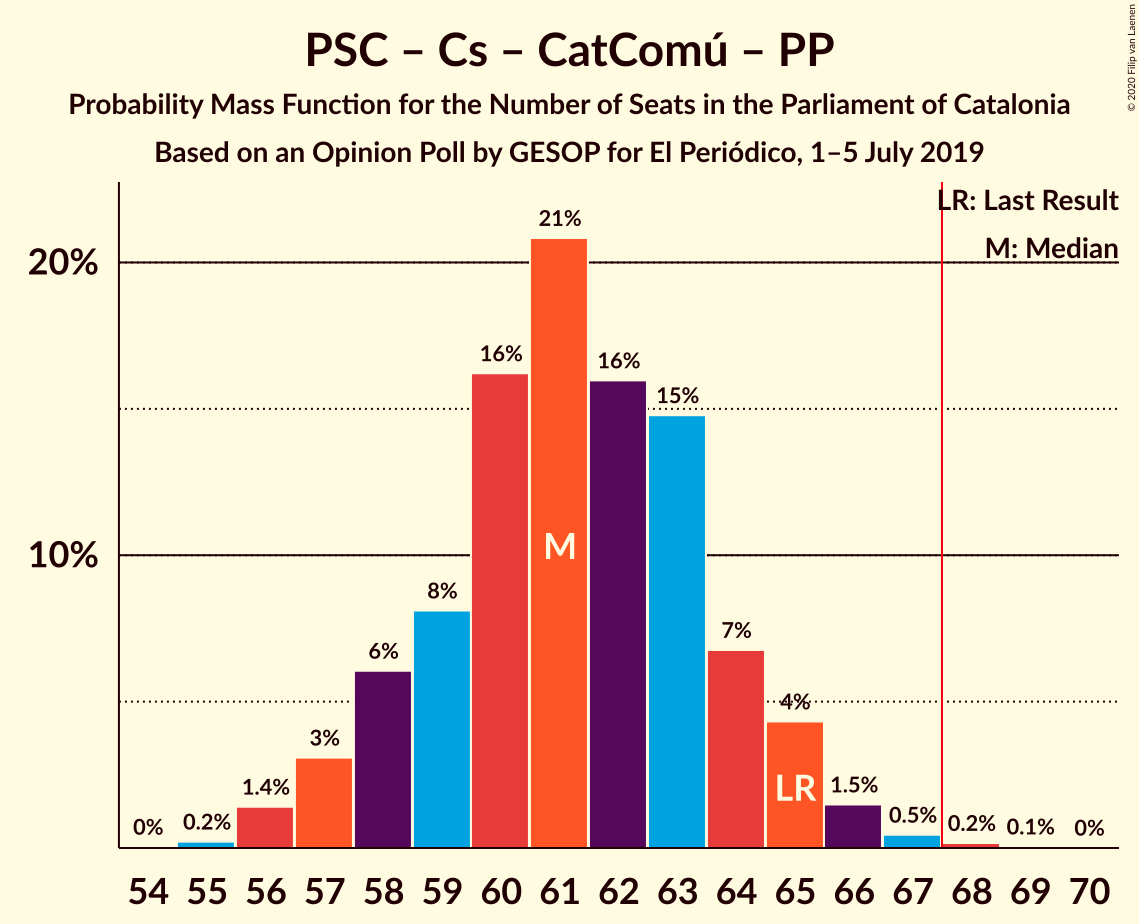 PSC – Cs – CatComú – PP
Probability Mass Function for the Number of Seats in the Parliament of Catalonia
Based on an Opinion Poll by GESOP for El Periódico, 1–5 July 2019
© 2020 Filip van Laenen
LR: Last Result
M: Median
20%
10%
0%
0.2%
1.4%
3%
6%
8%
16%
21%
16%
15%
7%
4%
1.5%
0.5%
0.2%
0.1%
0%
M
LR
54 55 56 57 58 59 60 61 62 63 64 65 66 67 68 69 70